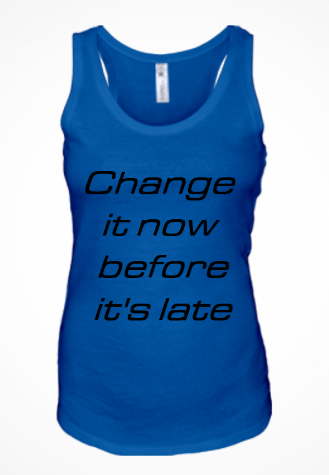 Change
it now
before
it's late